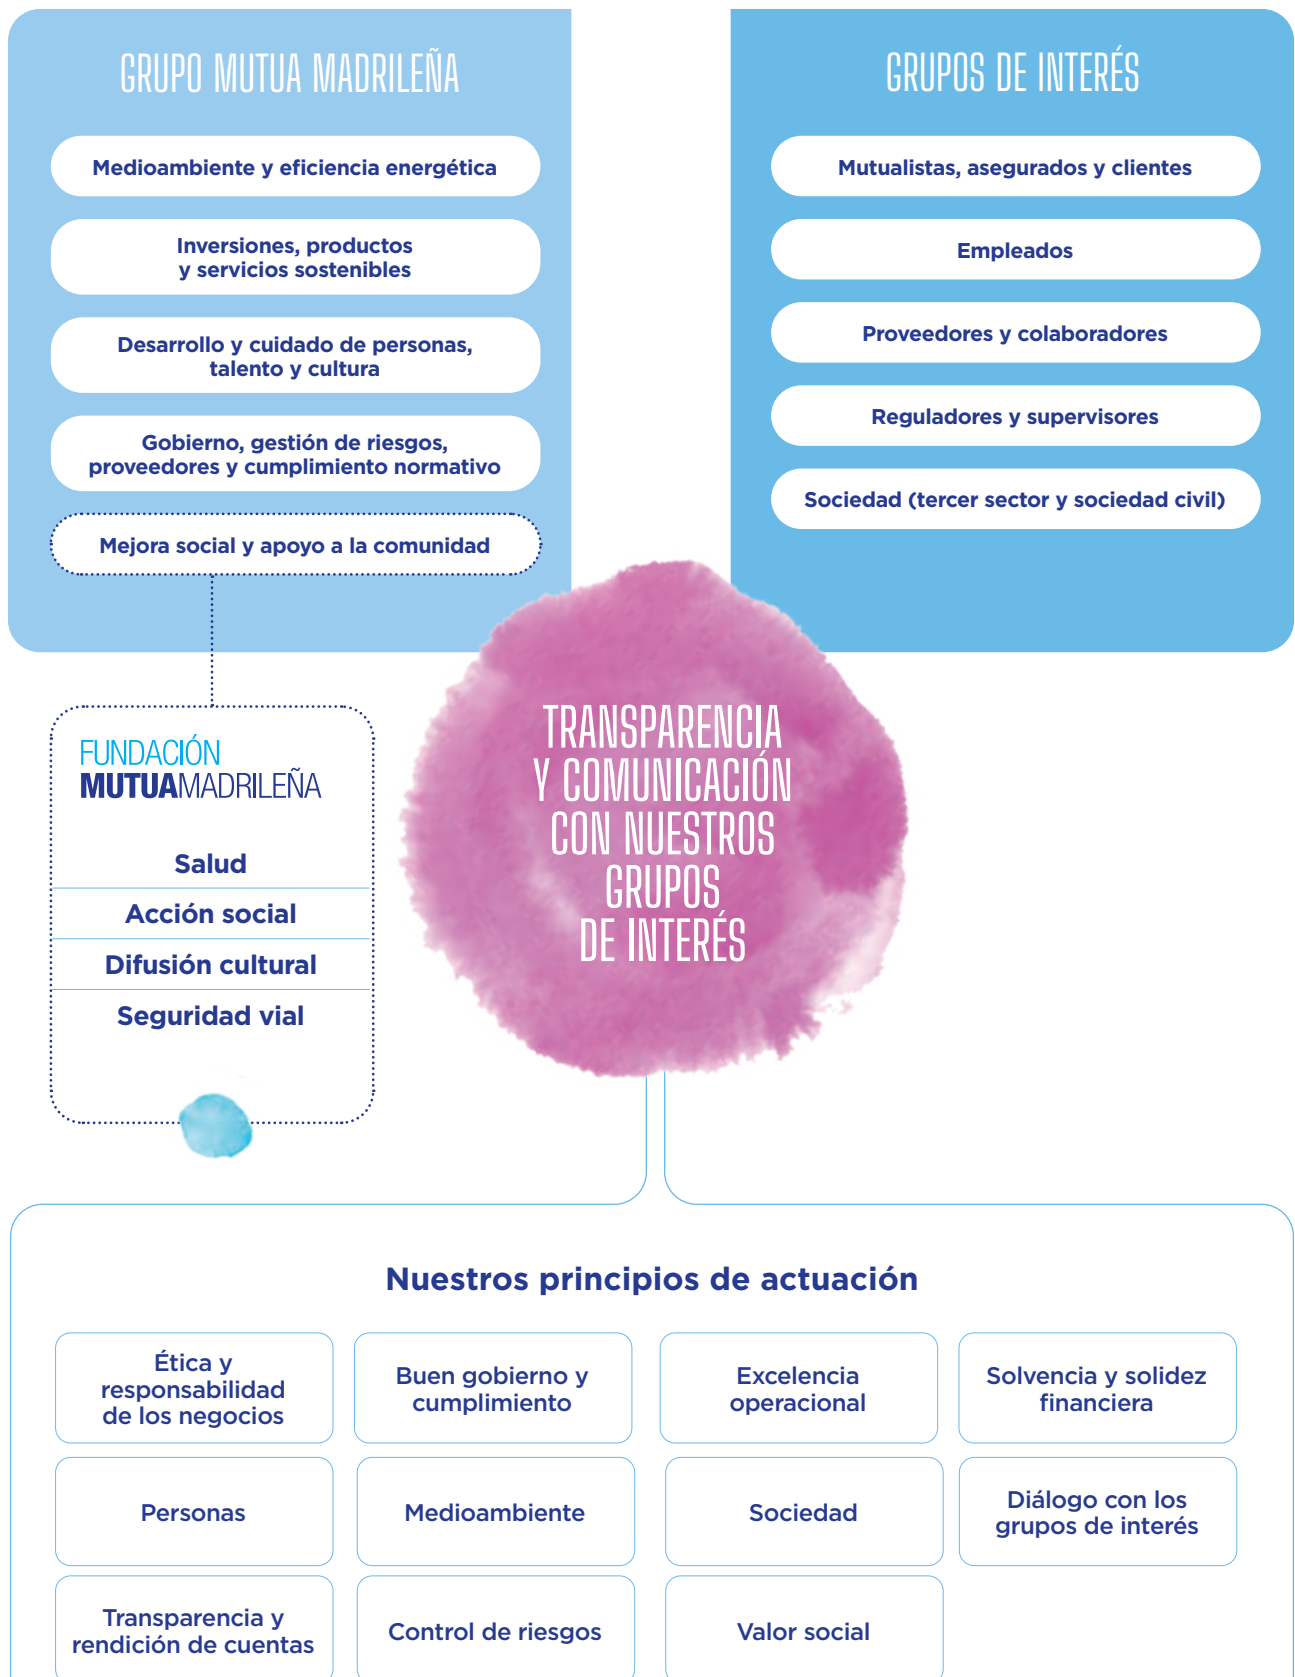 GRUPO MUTUA MADRILEÑA
Medioambiente y eficiencia energética
Inversiones, productos
y servicios sostenibles
Desarrollo y cuidado de personas,
talento y cultura
Gobierno, gestión de riesgos,
proveedores y cumplimiento normativo
Mejora social y apoyo a la comunidad
GRUPOS DE INTERÉS
Mutualistas, asegurados y clientes
Empleados
Proveedores y colaboradores
Reguladores y supervisores
Sociedad (tercer sector y sociedad civil)
FUNDACIÓN
MUTUAMADRILEÑA
Salud
Acción social
Difusión cultural
Seguridad vial
TRANSPARENCIA
Y COMUNICACIÓN
CON NUESTROS
GRUPOS
DE INTERÉS
Nuestros principios de actuación
Ética y
responsabilidad
de los negocios
Buen gobierno y
cumplimiento
Excelencia
operacional
Solvencia y solidez
financiera
Personas
Medioambiente
Sociedad
Diálogo con los
grupos de interés
Transparencia y
rendición de cuentas
Control de riesgos
Valor social